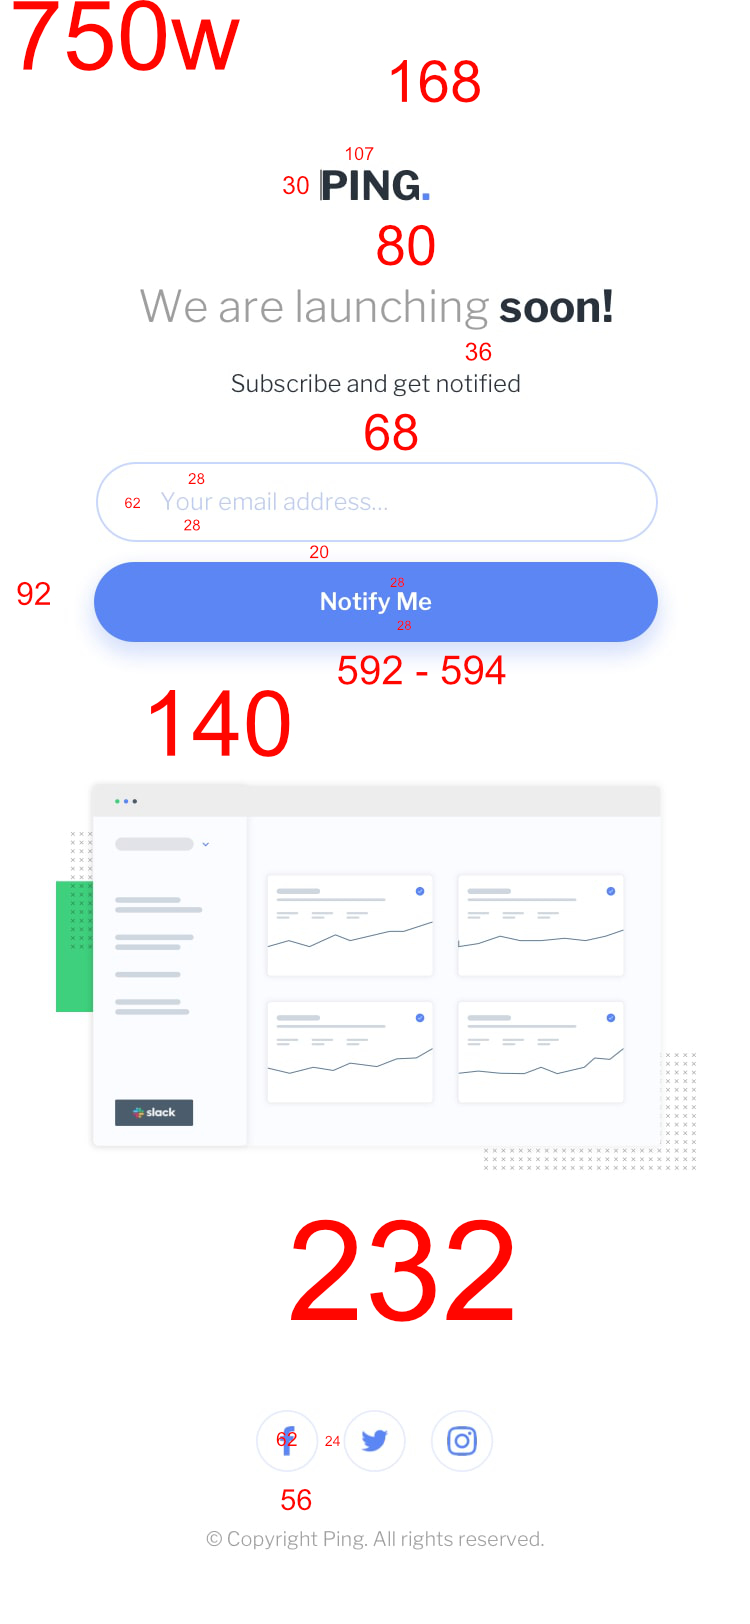 750w
168
107
30 PING.
80
We are launching soon!
36
Subscribe and get notified
68
28
62 Your email address...
28
20
28
92 Notify Me
28
592 - 594
140
slack
232
62 24
56
© Copyright Ping. All rights reserved.